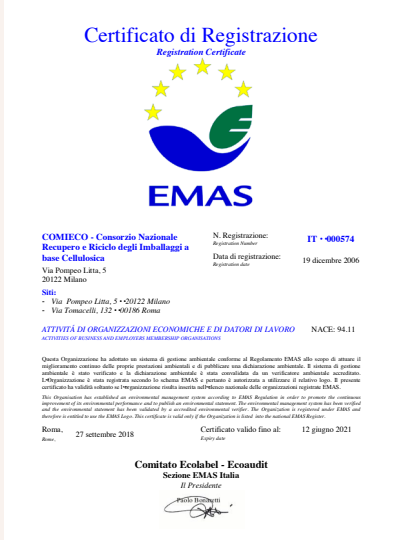 Certificato di Registrazione
Registration Certificate
EMAS
COMIECO - Consorzio Nazionale
Recupero e Riciclo degli Imballaggi a
base Cellulosica
Via Pompeo Litta, 5
20122 Milano
N. Registrazione:
Registration Number
IT ••000574
Data di registrazione:
Registration date
19 dicembre 2006
Siti:
- Via Pompeo Litta, 5 ••20122 Milano
- Via Tomacelli, 132 ••00186 Roma
ATTIVITÀ DI ORGANIZZAZIONI ECONOMICHE E DI DATORI DI LAVORO NACE: 94.11
ACTIVITIES OF BUSINESS AND EMPLOYERS MEMBERSHIP ORGANISATIONS
Questa Organizzazione ha adottato un sistema di gestione ambientale conforme al Regolamento EMAS allo scopo di attuare il
miglioramento continuo delle proprie prestazioni ambientali e di pubblicare una dichiarazione ambientale. Il sistema di gestione
ambientale è stato verificato e la dichiarazione ambientale è stata convalidata da un verificatore ambientale accreditato.
L•Organizzazione è stata registrata secondo lo schema EMAS e pertanto è autorizzata a utilizzare il relativo logo. Il presente
certificato ha validità soltanto se l•organizzazione risulta inserita nell•elenco nazionale delle organizzazioni registrate EMAS.
This Organisation has established an environmental management system according to EMAS Regulation in order to promote the continuous
improvement of its environmental performance and to publish an environmental statement. The environmental management system has been verified
and the environmental statement has been validated by a accredited environmental verifier. The Organization is registered under EMAS and
therefore is entitled to use the EMAS Logo. This certificate is valid only if the Organization is listed into the national EMAS Register.
Roma,
Rome,
27 settembre 2018
Certificato valido fino al:
Expiry date
12 giugno 2021
Comitato Ecolabel - Ecoaudit
Sezione EMAS Italia
Il Presidente
Paolo Bonaretti